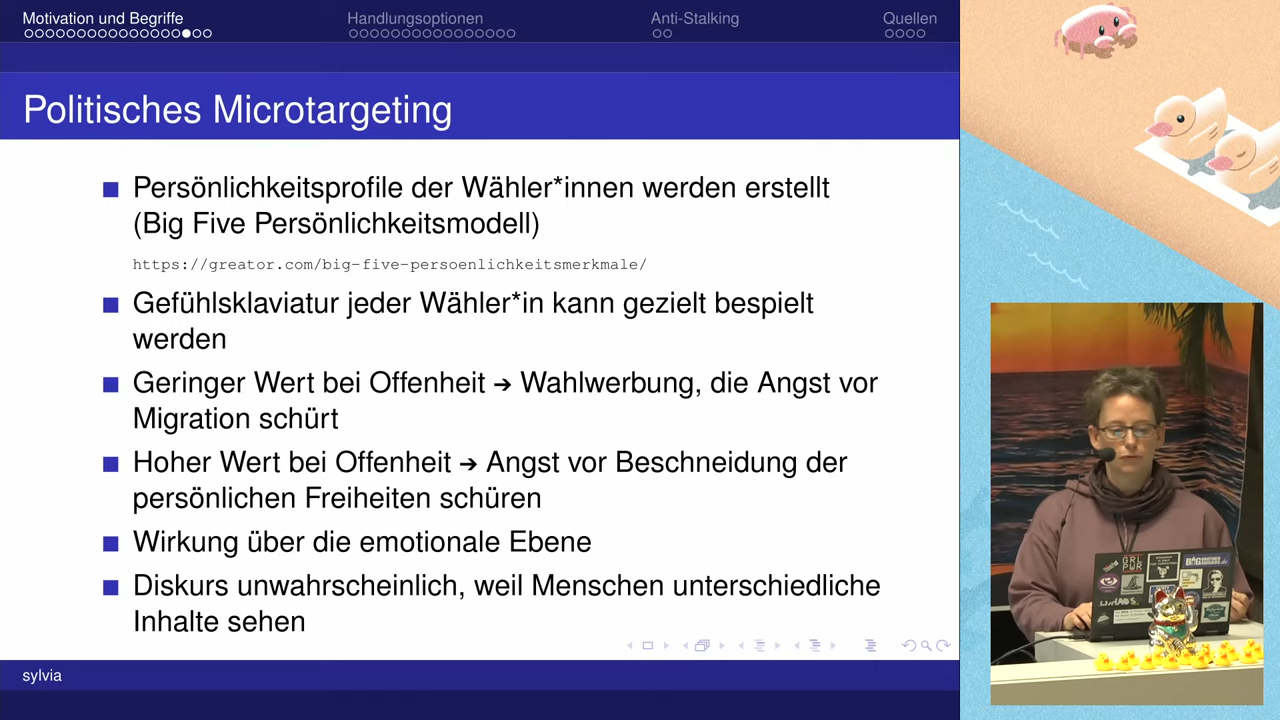 Motivation und Begriffe
Handlungsoptionen
Anti-Stalking
Quellen
Politisches Microtargeting
Persönlichkeitsprofile der Wähler*innen werden erstellt
(Big Five Persönlichkeitsmodell)
https://greator.com/big-five-persoenlichkeitsmerkmale/
Gefühlsklaviatur jeder Wähler*in kann gezielt bespielt
werden
Geringer Wert bei Offenheit → Wahlwerbung, die Angst vor
Migration schürt
Hoher Wert bei Offenheit → Angst vor Beschneidung der
persönlichen Freiheiten schüren
Wirkung über die emotionale Ebene
Diskurs unwahrscheinlich, weil Menschen unterschiedliche
Inhalte sehen
sylvia
GRL
PWR